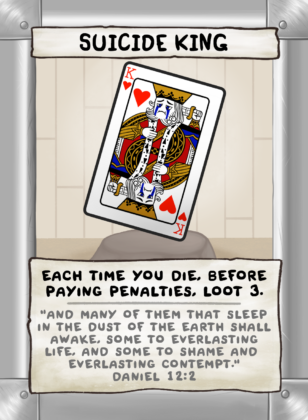 SUICIDE KING
K
K
EACH TIME YOU DIE, BEFORE
PAYING PENALTIES, LOOT 3.
"AND MANY OF THEM THAT SLEEP
IN THE DUST OF THE EARTH SHALL
AWAKE, SOME TO EVERLASTING
LIFE, AND SOME TO SHAME AND
EVERLASTING CONTEMPT."
DANIEL 12:2